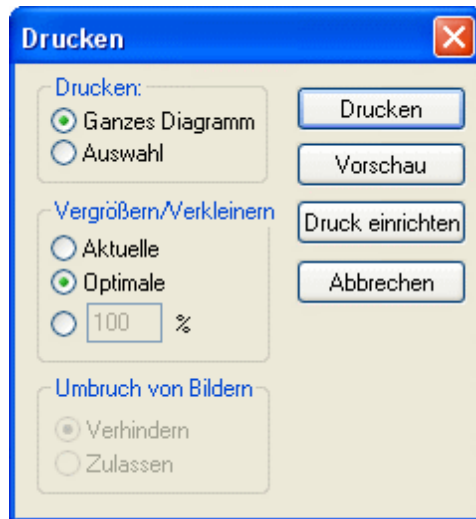 Drucken
Drucken:
Ganzes Diagramm
Auswahl
Vergrößern/Verkleinern
Aktuelle
Optimale
100 %
Umbruch von Bildern
Verhindern
Zulassen
Drucken
Vorschau
Druck einrichten
Abbrechen